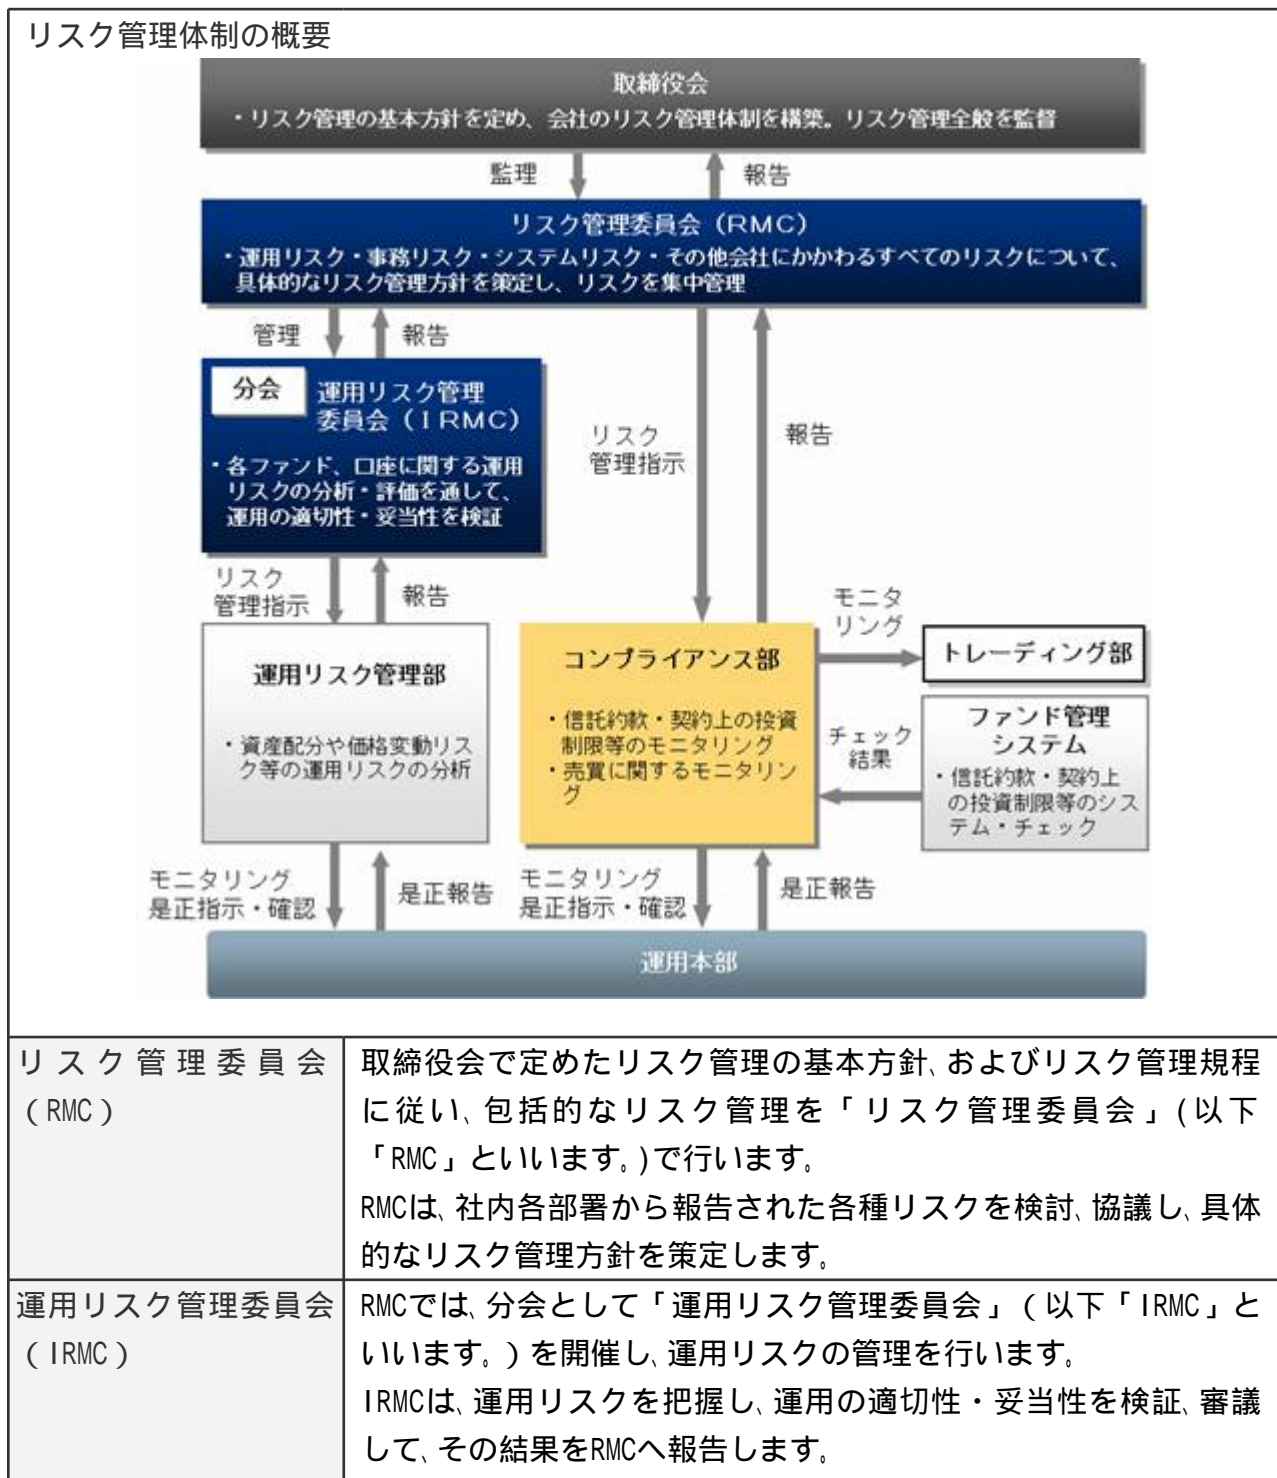 リスク管理体制の概要
取締役会
・リスク管理の基本方針を定め、会社のリスク管理体制を構築。リスク管理全般を監督
監理
報告
リスク管理委員会（RMC）
・運用リスク・事務リスク・システムリスク・その他会社にかかわるすべてのリスクについて、
具体的なリスク管理方針を策定し、リスクを集中管理
管理
報告
分会
運用リスク管理
委員会（IRMC）
・各ファンド、口座に関する運用
リスクの分析・評価を通して、
運用の適切性・妥当性を検証
リスク
管理指示
報告
リスク
管理指示
報告
運用リスク管理部
・資産配分や価格変動リス
ク等の運用リスクの分析
コンプライアンス部
・信託約款・契約上の投資
制限等のモニタリング
・売買に関するモニタリン
グ
モニタ
リング
トレーディング部
チェック
結果
ファンド管理
システム
・信託約款・契約上
の投資制限等のシス
テム・チェック
モニタリング
是正指示・確認
是正報告
モニタリング
是正指示・確認
是正報告
運用本部
リスク管理委員会
（RMC）
取締役会で定めたリスク管理の基本方針、およびリスク管理規程
に従い、包括的なリスク管理を「リスク管理委員会」(以下
「RMC」といいます。)で行います。
RMCは、社内各部署から報告された各種リスクを検討、協議し、具体
的なリスク管理方針を策定します。
運用リスク管理委員会
（IRMC）
RMCでは、分会として「運用リスク管理委員会」（以下「IRMC」と
いいます。）を開催し、運用リスクの管理を行います。
IRMCは、運用リスクを把握し、運用の適切性・妥当性を検証、審議
して、その結果をRMCへ報告します。